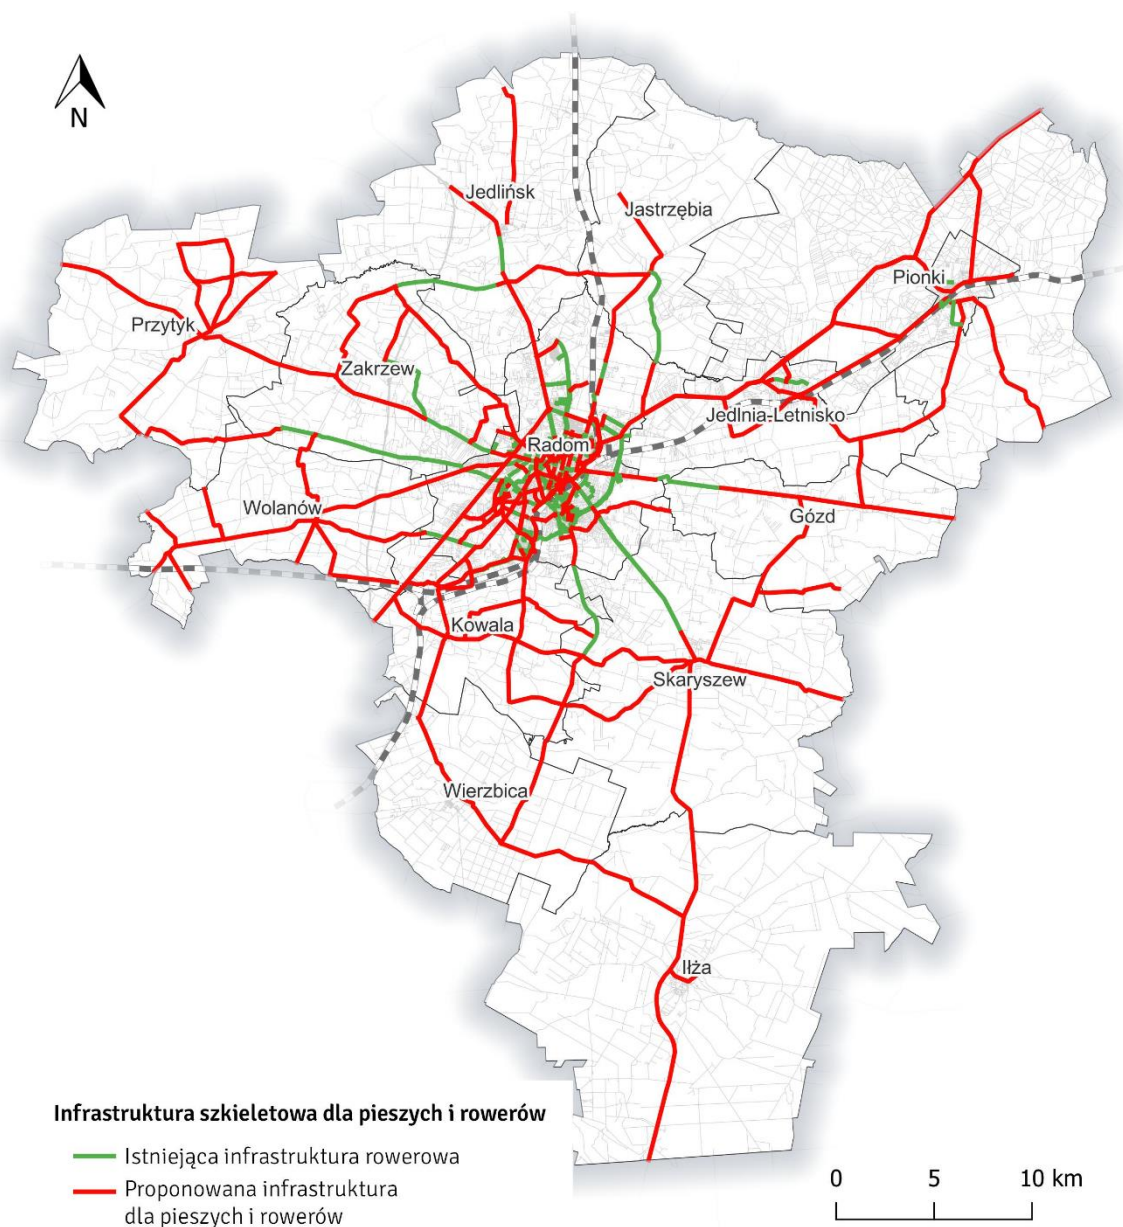 N
Jedlińsk
Jastrzębia
Pionki
Przytyk
Zakrzew
Jedlnia-Letnisko
Radom
Wolanów
Gózd
Kowala
Skaryszew
Wierzbica
Iłża
Infrastruktura szkieletowa dla pieszych i rowerów
Istniejąca infrastruktura rowerowa
Proponowana infrastruktura
dla pieszych i rowerów
0 5 10 km